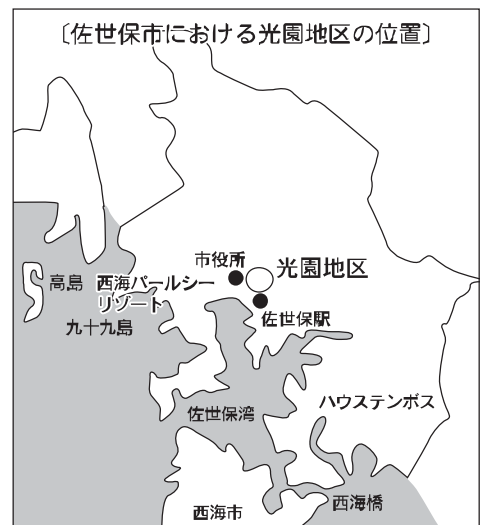 〔佐世保市における光園地区の位置〕
市役所
光園地区
高島
西海パールシー
リゾート
佐世保駅
九十九島
ハウステンボス
佐世保湾
西海橋
西海市